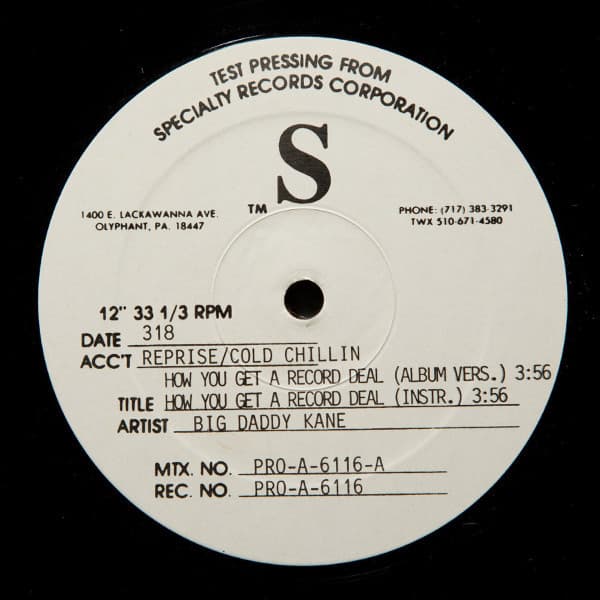 TEST PRESSING FROM
SPECIALTY RECORDS CORPORATION
S
TM
1400 E. LACKAWANNA AVE.
OLYPHANT, PA. 18447
PHONE: (717) 383-3291
TWX 510-671-4580
12" 33 1/3 RPM
DATE 318
ACC'T REPRISE/COLD CHILLIN
HOW YOU GET A RECORD DEAL (ALBUM VERS.) 3:56
TITLE HOW YOU GET A RECORD DEAL (INSTR.) 3:56
ARTIST BIG DADDY KANE
MTX. NO. PRO-A-6116-A
REC. NO. PRO-A-6116